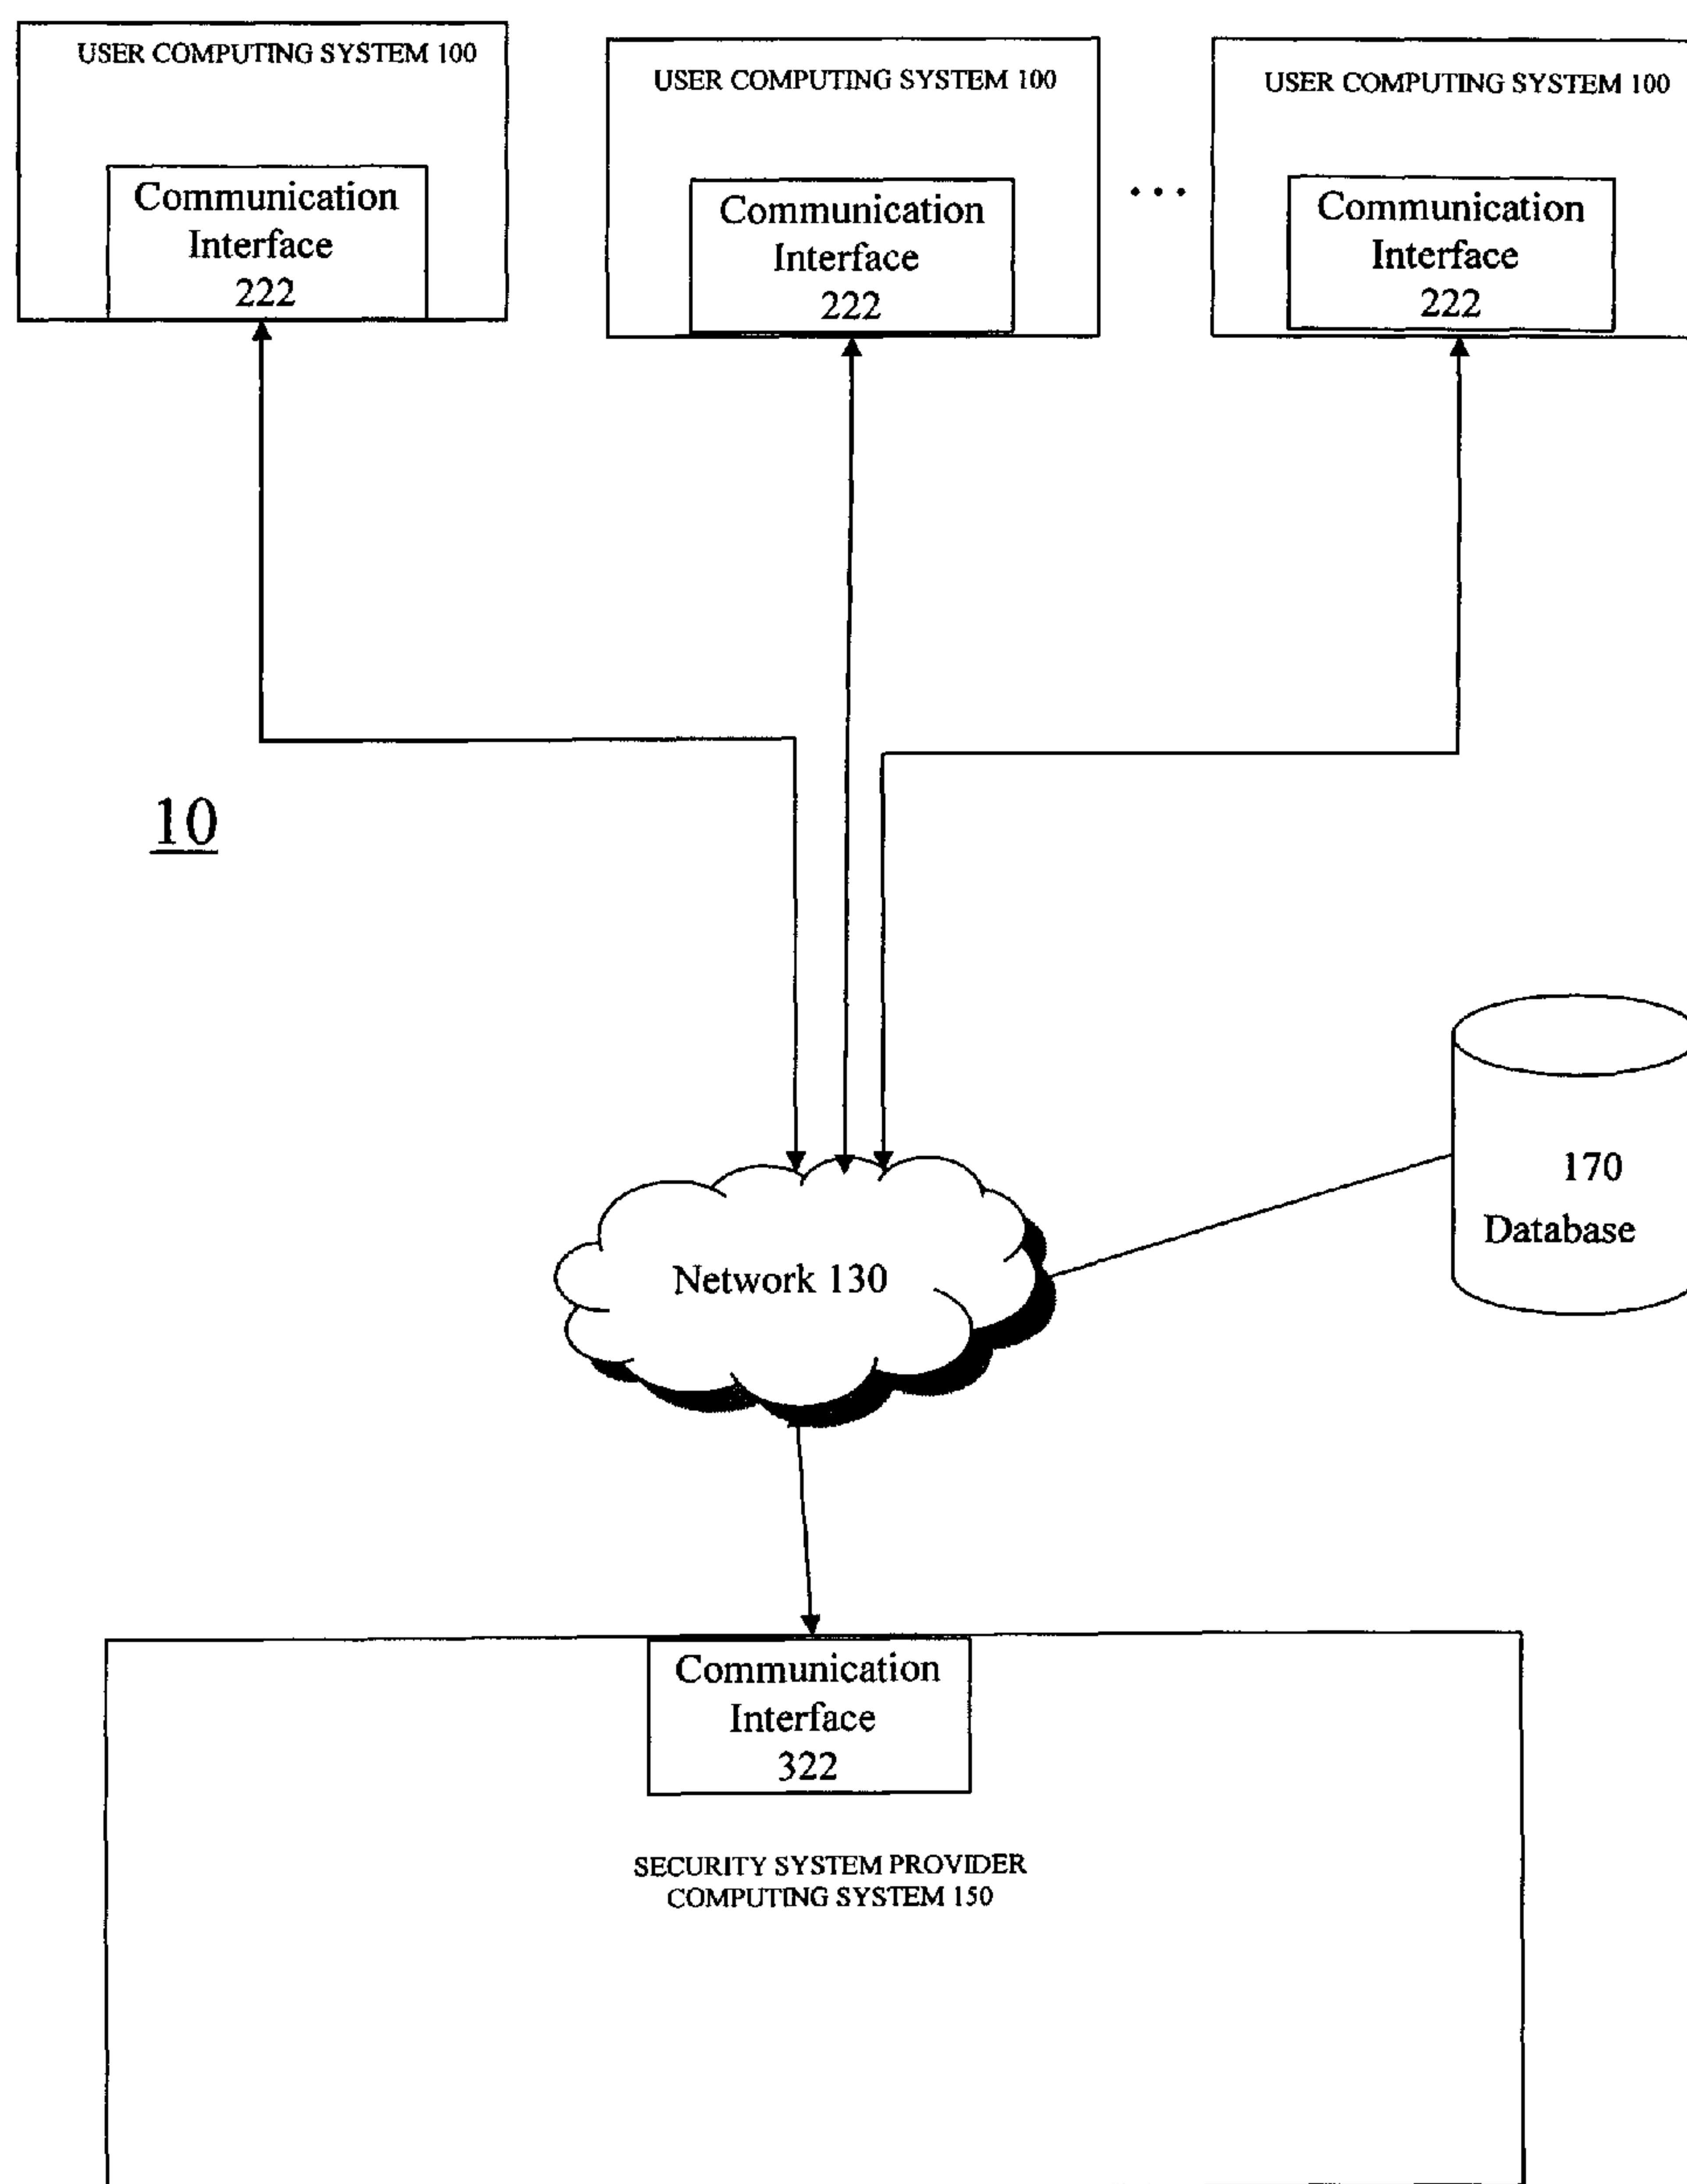 USER COMPUTING SYSTEM 100
Communication
Interface
222
USER COMPUTING SYSTEM 100
Communication
Interface
222
...
USER COMPUTING SYSTEM 100
Communication
Interface
222
10
170
Database
Network 130
Communication
Interface
322
SECURITY SYSTEM PROVIDER
COMPUTING SYSTEM 150